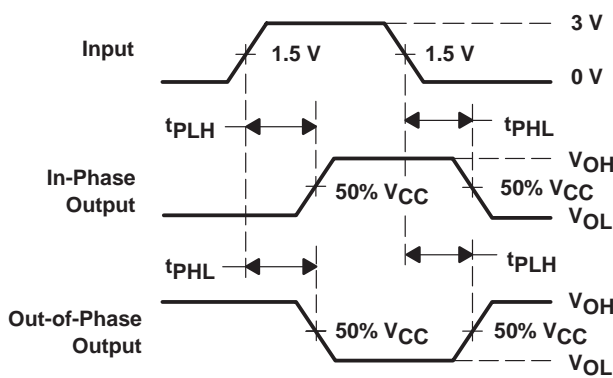 3 V
Input
1.5 V
1.5 V
0 V
tPLH
tPHL
VOH
In-Phase
Output
50% VCC
50% VCC
VOL
tPHL
tPLH
VOH
Out-of-Phase
Output
50% VCC
50% VCC
VOL